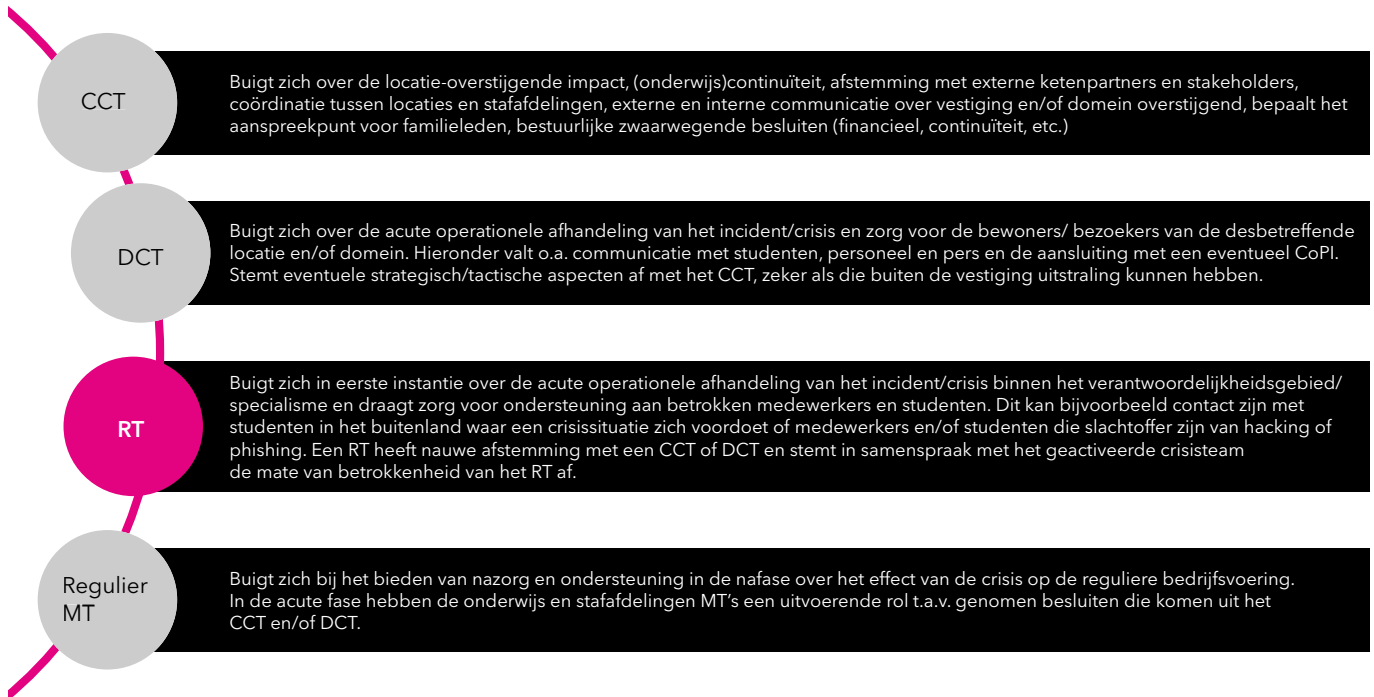 CCT
Buigt zich over de locatie-overstijgende impact, (onderwijs)continuïteit, afstemming met externe ketenpartners en stakeholders,
coördinatie tussen locaties en stafafdelingen, externe en interne communicatie over vestiging en/of domein overstijgend, bepaalt het
aanspreekpunt voor familieleden, bestuurlijke zwaarwegende besluiten (financieel, continuïteit, etc.)
DCT
Buigt zich over de acute operationele afhandeling van het incident/crisis en zorg voor de bewoners/ bezoekers van de desbetreffende
locatie en/of domein. Hieronder valt o.a. communicatie met studenten, personeel en pers en de aansluiting met een eventueel CoPI.
Stemt eventuele strategisch/tactische aspecten af met het CCT, zeker als die buiten de vestiging uitstraling kunnen hebben.
RT
Buigt zich in eerste instantie over de acute operationele afhandeling van het incident/crisis binnen het verantwoordelijkheidsgebied/
specialisme en draagt zorg voor ondersteuning aan betrokken medewerkers en studenten. Dit kan bijvoorbeeld contact zijn met
studenten in het buitenland waar een crisissituatie zich voordoet of medewerkers en/of studenten die slachtoffer zijn van hacking of
phishing. Een RT heeft nauwe afstemming met een CCT of DCT en stemt in samenspraak met het geactiveerde crisisteam
de mate van betrokkenheid van het RT af.
Regulier
MT
Buigt zich bij het bieden van nazorg en ondersteuning in de nafase over het effect van de crisis op de reguliere bedrijfsvoering.
In de acute fase hebben de onderwijs en stafafdelingen MT's een uitvoerende rol t.a.v. genomen besluiten die komen uit het
CCT en/of DCT.